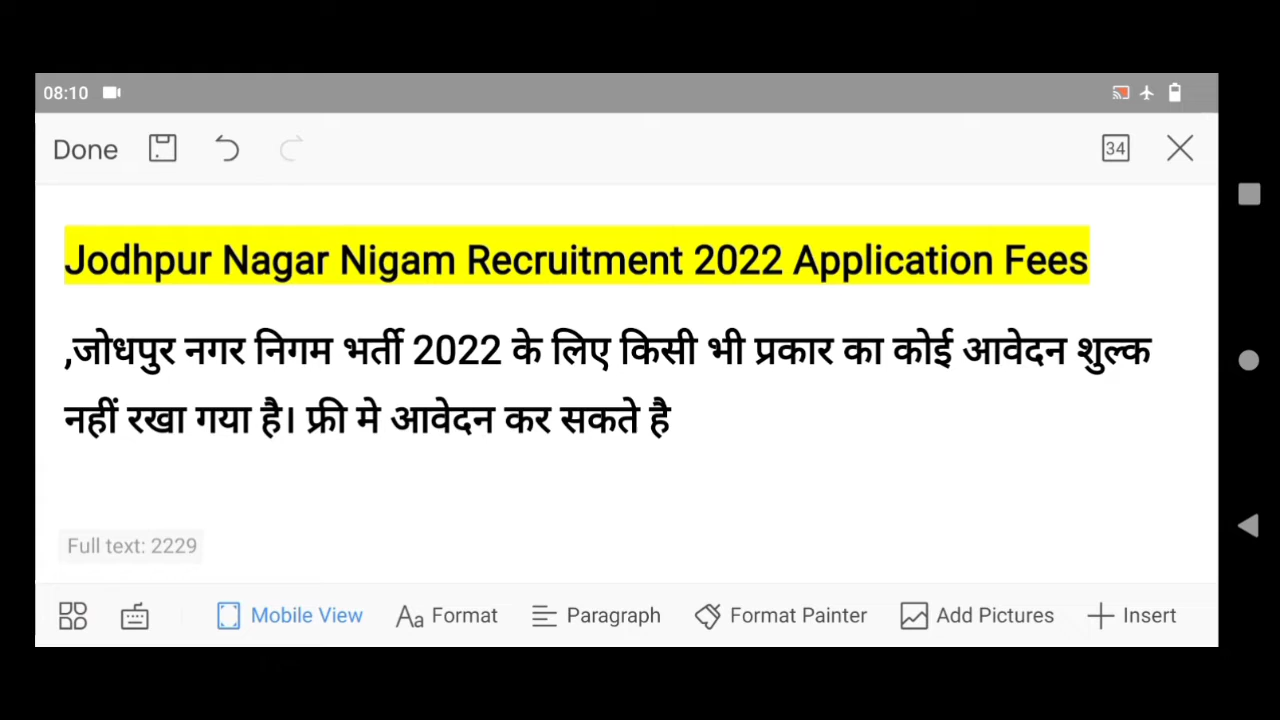 08:10
Done
34
Jodhpur Nagar Nigam Recruitment 2022 Application Fees
,जोधपुर नगर निगम भर्ती 2022 के लिए किसी भी प्रकार का कोई आवेदन शुल्क
नहीं रखा गया है। फ्री मे आवेदन कर सकते है
Full text: 2229
Mobile View Aa Format Paragraph Format Painter Add Pictures Insert